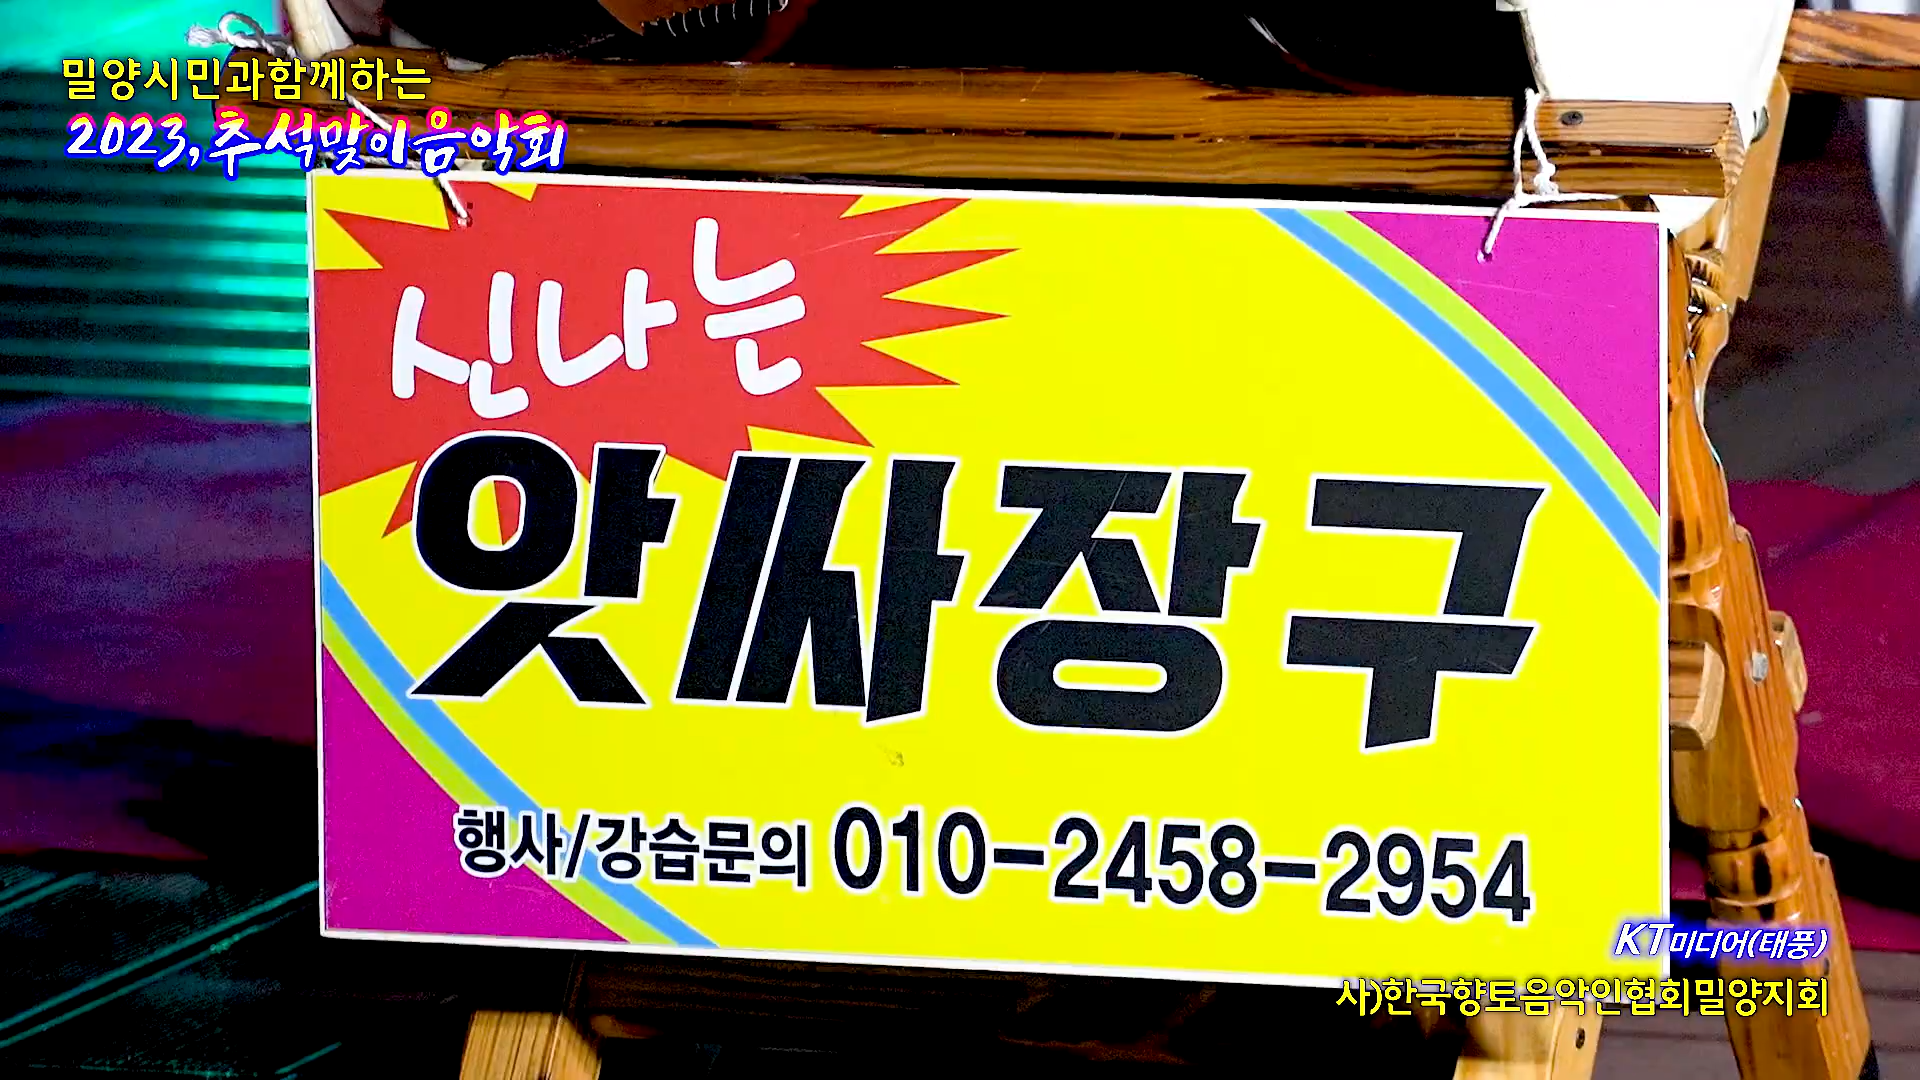 밀양시민과함께하는
2023,추석맞이음악회
신나는
앗싸장구
행사/강습문의 010-2458-2954
KT미디어(태풍)
사)한국향토음악인협회밀양지회